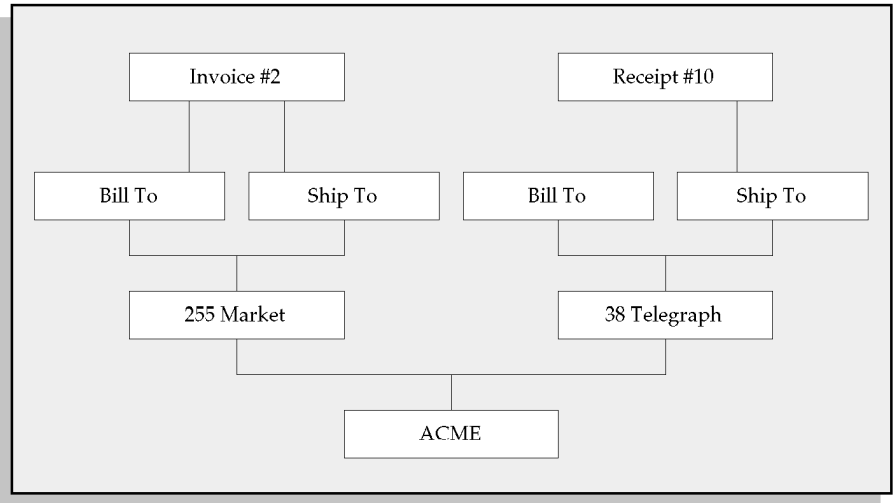 Invoice #2
Receipt #10
Bill To
Ship To
Bill To
Ship To
255 Market
38 Telegraph
ACME